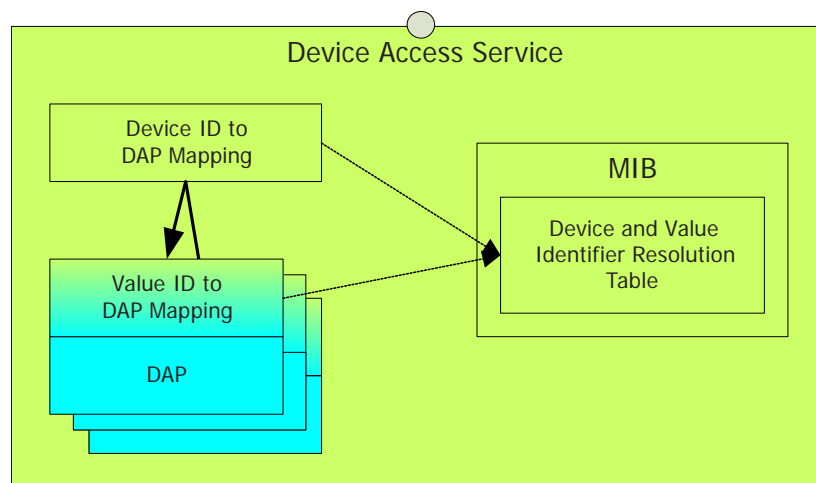 Device Access Service
Device ID to
DAP Mapping
MIB
Device and Value
Identifier Resolution
Table
Value ID to
DAP Mapping
DAP